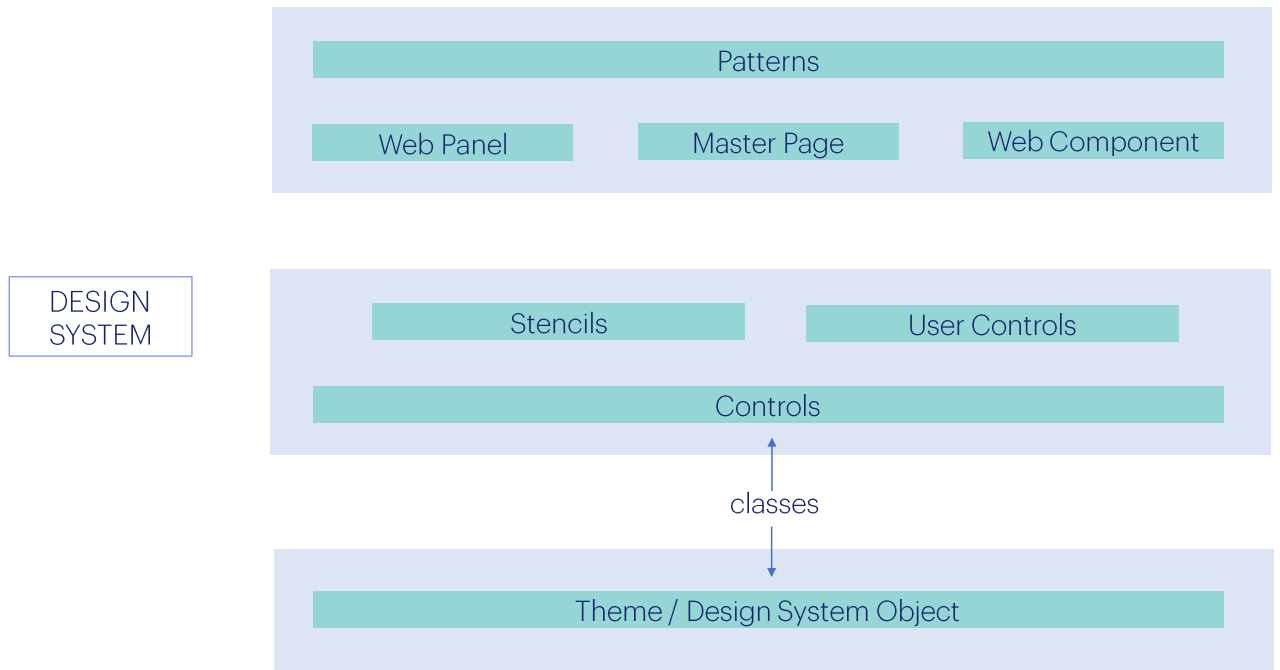 Patterns
Web Panel
Master Page
Web Component
DESIGN
SYSTEM
Stencils
User Controls
Controls
classes
Theme / Design System Object